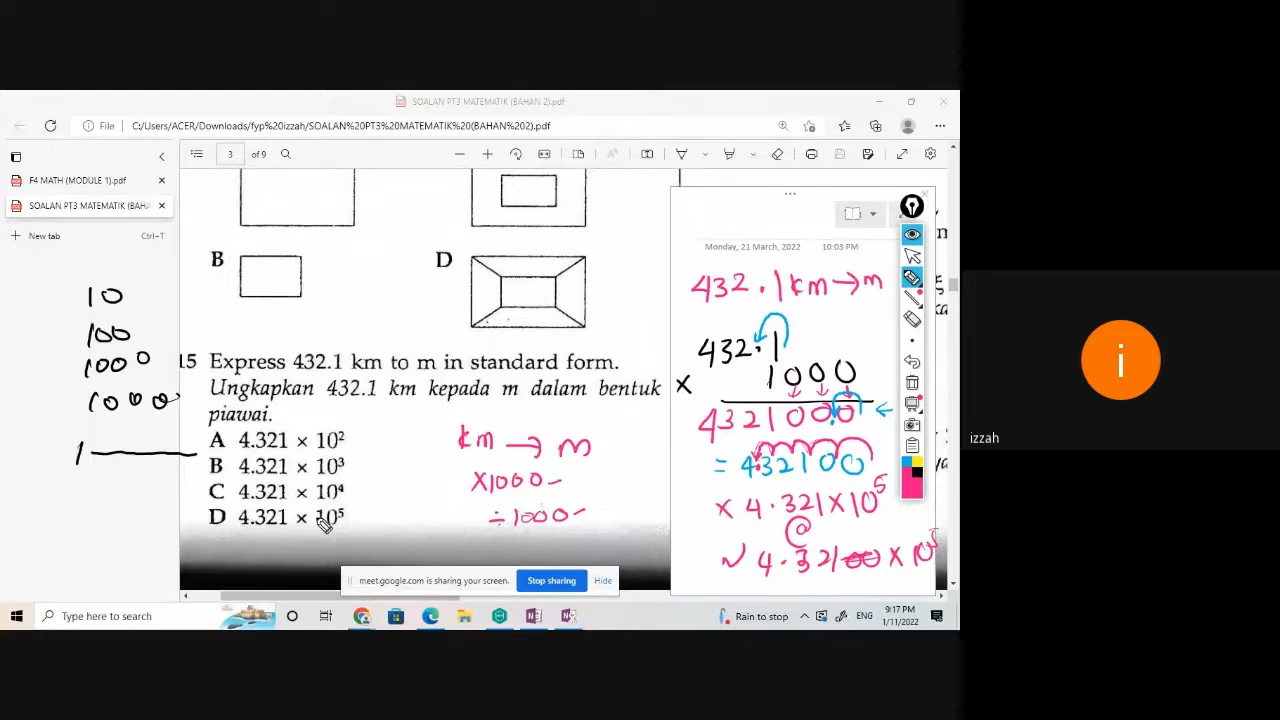 SOALAN PT3 MATEMATIK (BAHAN 2).pdf
File C:/Users/ACER/Downloads/fyp%20izzah/SOALAN%20PT3%20MATEMATIK%20(BAHAN%202).pdf
3 of 9
F4 MATH (MODULE 1).pdf
SOALAN PT3 MATEMATIK (BAHA
New tab Ctrl+T
B D
10
100
1000
1000
1
15 Express 432.1 km to m in standard form.
Ungkapkan 432.1 km kepada m dalam bentuk
piawai.
A 4.321 × 10²
B 4.321 × 10³
C 4.321 × 10⁴
D 4.321 × 10⁵
km → m
×1000
÷1000
Monday, 21 March, 2022 10:03 PM
432.1 km → m
432.1
× 1000
4321000
= 432100
× 4.321 × 10⁵
@
4.32100 × 10⁵
meet.google.com is sharing your screen. Stop sharing Hide
izzah
i
Type here to search
Rain to stop
ENG
9:17 PM
1/11/2022